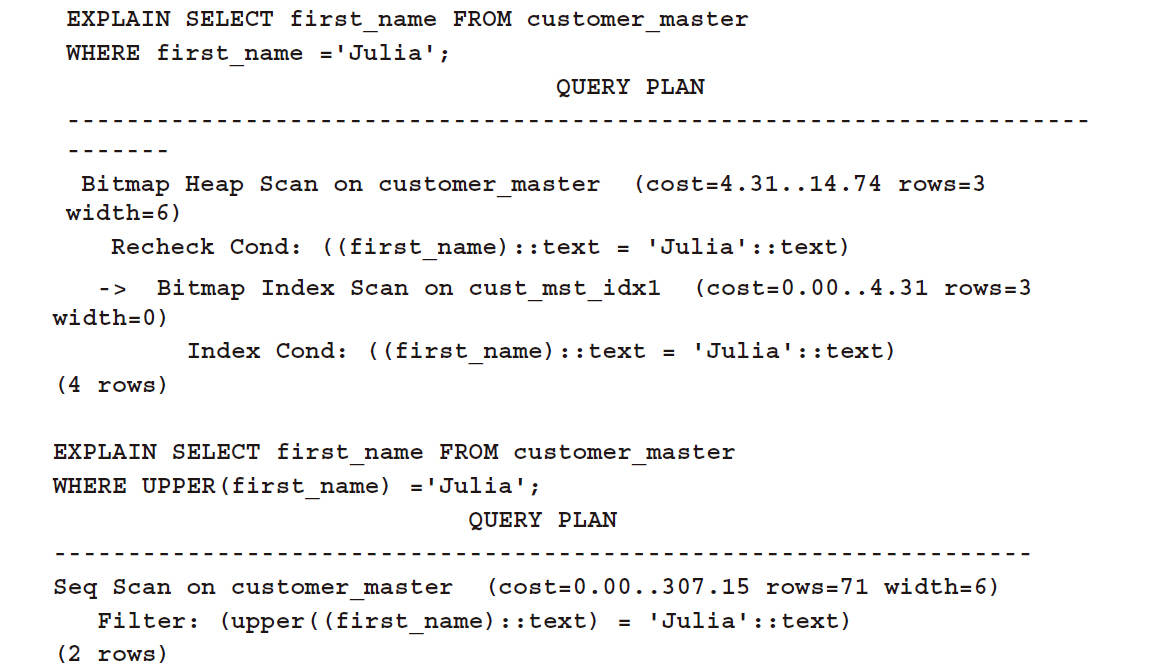 EXPLAIN SELECT first_name FROM customer_master
WHERE first_name ='Julia';
QUERY PLAN
---------------------------------------------------------------------
-------
Bitmap Heap Scan on customer_master (cost=4.31..14.74 rows=3
width=6)
Recheck Cond: ((first_name)::text = 'Julia'::text)
-> Bitmap Index Scan on cust_mst_idx1 (cost=0.00..4.31 rows=3
width=0)
Index Cond: ((first_name)::text = 'Julia'::text)
(4 rows)
EXPLAIN SELECT first_name FROM customer_master
WHERE UPPER(first_name) ='Julia';
QUERY PLAN
------------------------------------------------------------------
Seq Scan on customer_master (cost=0.00..307.15 rows=71 width=6)
Filter: (upper((first_name)::text) = 'Julia'::text)
(2 rows)